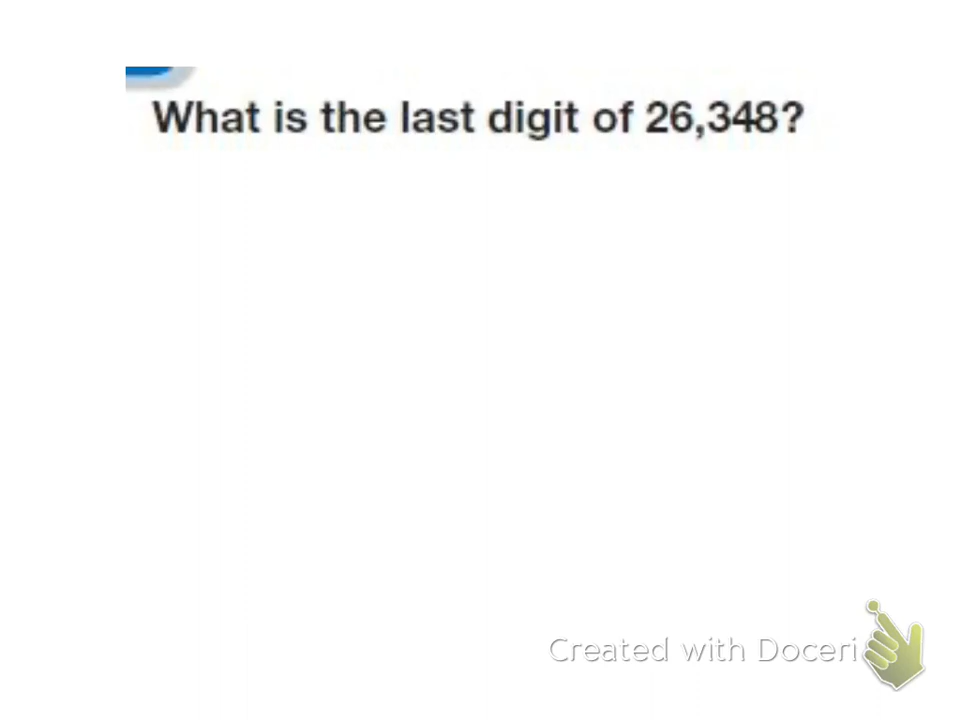 What is the last digit of 26,348?
Created with Doceri